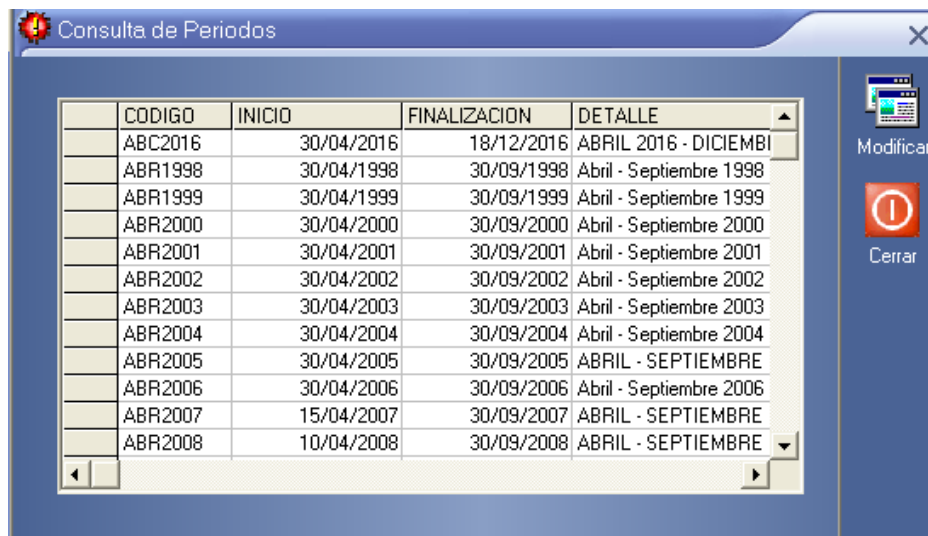 Consulta de Periodos
CODIGO INICIO FINALIZACION DETALLE
ABC2016 30/04/2016 18/12/2016 ABRIL 2016 - DICIEMBI
ABR1998 30/04/1998 30/09/1998 Abril - Septiembre 1998
ABR1999 30/04/1999 30/09/1999 Abril - Septiembre 1999
ABR2000 30/04/2000 30/09/2000 Abril - Septiembre 2000
ABR2001 30/04/2001 30/09/2001 Abril - Septiembre 2001
ABR2002 30/04/2002 30/09/2002 Abril - Septiembre 2002
ABR2003 30/04/2003 30/09/2003 Abril - Septiembre 2003
ABR2004 30/04/2004 30/09/2004 Abril - Septiembre 2004
ABR2005 30/04/2005 30/09/2005 ABRIL - SEPTIEMBRE
ABR2006 30/04/2006 30/09/2006 Abril - Septiembre 2006
ABR2007 15/04/2007 30/09/2007 ABRIL - SEPTIEMBRE
ABR2008 10/04/2008 30/09/2008 ABRIL - SEPTIEMBRE
Modificar
Cerrar